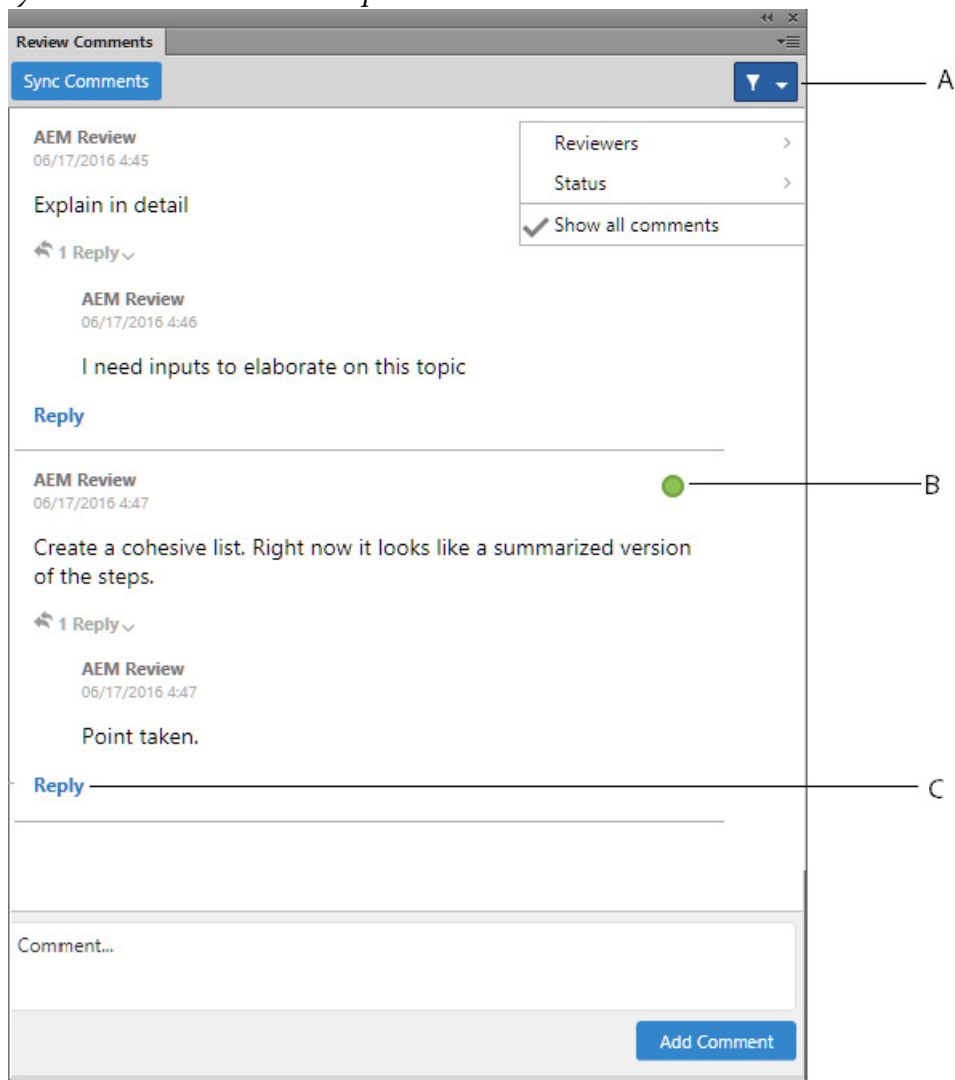 Review Comments
Sync Comments
A
AEM Review
06/17/2016 4:45
Explain in detail
Reviewers
Status
Show all comments
1 Reply
AEM Review
06/17/2016 4:46
I need inputs to elaborate on this topic
Reply
AEM Review
06/17/2016 4:47
B
Create a cohesive list. Right now it looks like a summarized version
of the steps.
1 Reply
AEM Review
06/17/2016 4:47
Point taken.
Reply
C
Comment...
Add Comment